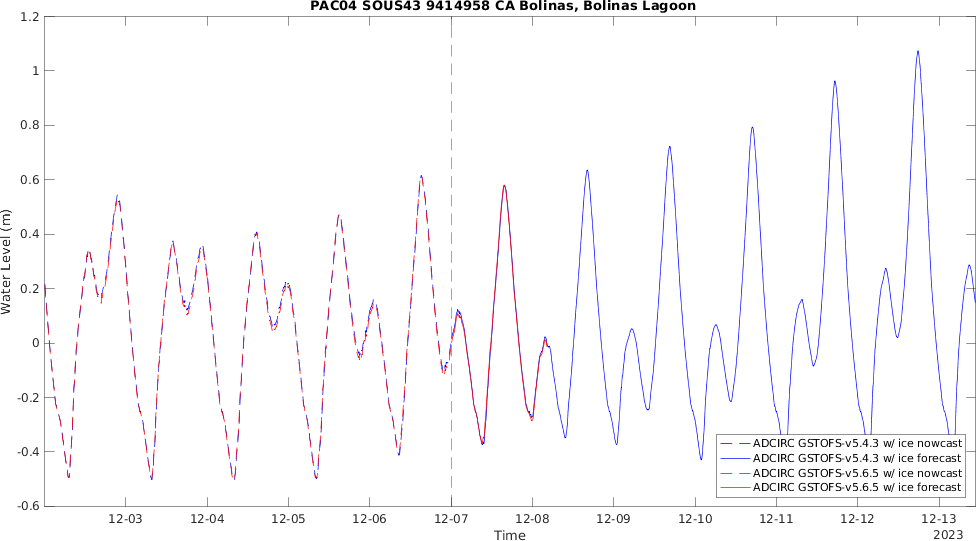 PAC04 SOUS43 9414958 CA Bolinas, Bolinas Lagoon
1.2
1
0.8
0.6
0.4
0.2
0
-0.2
-0.4
-0.6
Water Level (m)
ADCIRC GSTOFS-v5.4.3 w/ ice nowcast
ADCIRC GSTOFS-v5.4.3 w/ ice forecast
ADCIRC GSTOFS-v5.6.5 w/ ice nowcast
ADCIRC GSTOFS-v5.6.5 w/ ice forecast
12-03 12-04 12-05 12-06 12-07 12-08 12-09 12-10 12-11 12-12 12-13
Time
2023